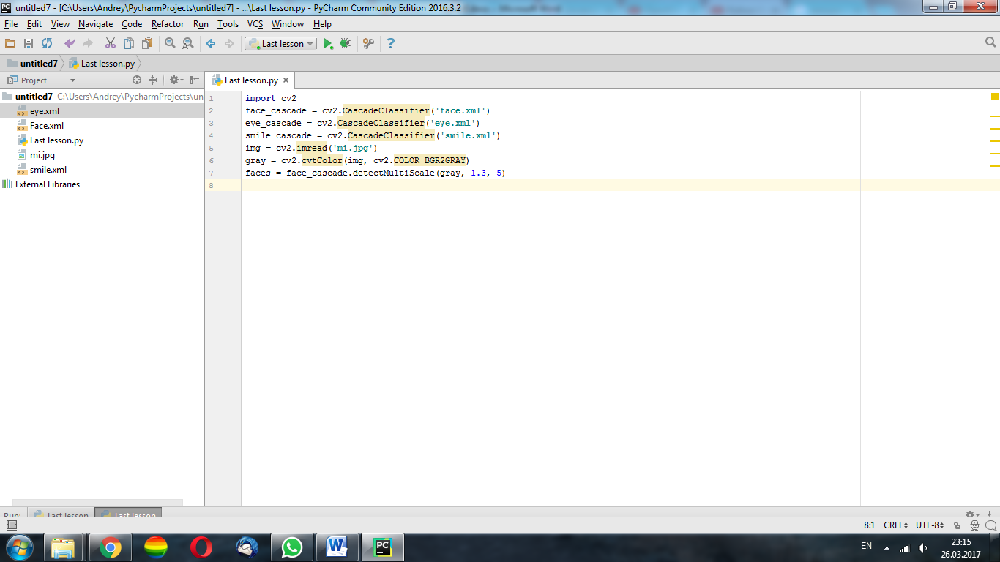 untitled7 - [C:\Users\Andrey\PycharmProjects\untitled7] - ...\Last lesson.py - PyCharm Community Edition 2016.3.2
File Edit View Navigate Code Refactor Run Tools VCS Window Help
Last lesson
untitled7 Last lesson.py
Project
Last lesson.py
untitled7 C:\Users\Andrey\PycharmProjects\un
eye.xml
Face.xml
Last lesson.py
mi.jpg
smile.xml
External Libraries
1 import cv2
2 face_cascade = cv2.CascadeClassifier('face.xml')
3 eye_cascade = cv2.CascadeClassifier('eye.xml')
4 smile_cascade = cv2.CascadeClassifier('smile.xml')
5 img = cv2.imread('mi.jpg')
6 gray = cv2.cvtColor(img, cv2.COLOR_BGR2GRAY)
7 faces = face_cascade.detectMultiScale(gray, 1.3, 5)
8
Run: Last lesson Last lesson
8:1 CRLF UTF-8
EN
23:15
26.03.2017